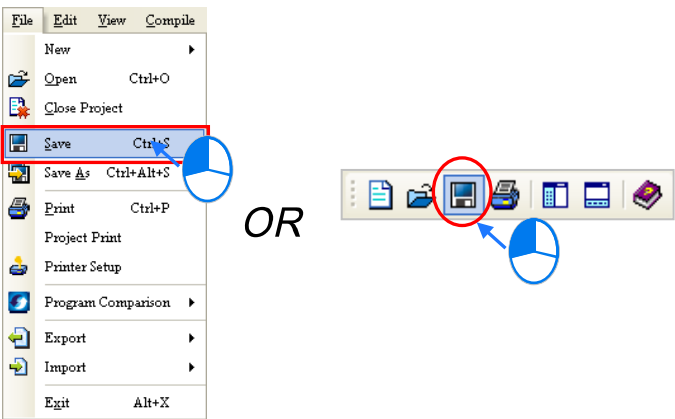 File Edit View Compile
New
Open Ctrl+O
Close Project
Save Ctrl+S
Save As Ctrl+Alt+S
Print Ctrl+P
Project Print
Printer Setup
Program Comparison
Export
Import
Exit Alt+X
OR